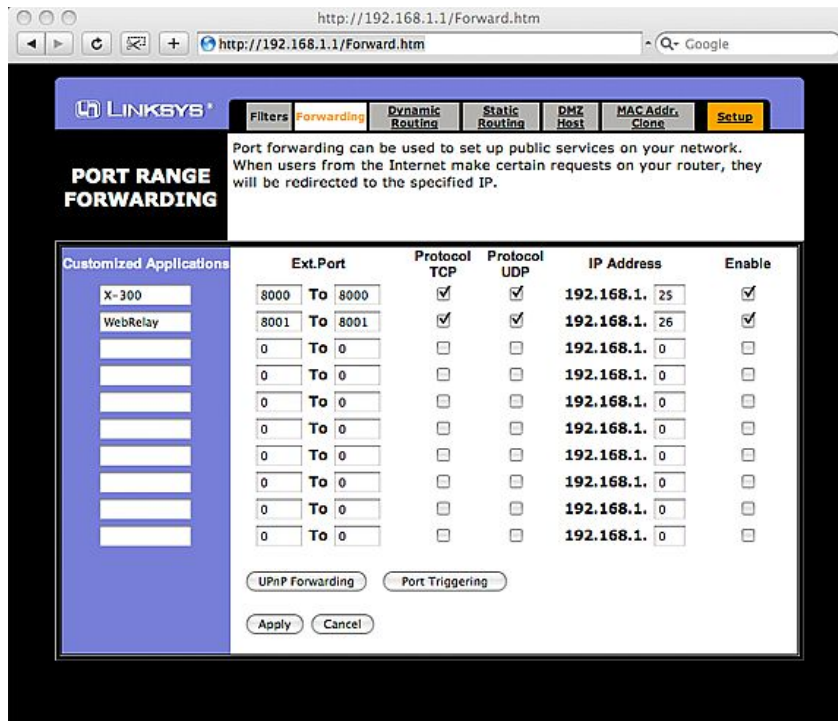 http://192.168.1.1/Forward.htm
http://192.168.1.1/Forward.htm
Google
LINKSYS®
Filters Forwarding Dynamic Routing Static Routing DMZ Host MAC Addr. Clone Setup
PORT RANGE FORWARDING
Port forwarding can be used to set up public services on your network.
When users from the Internet make certain requests on your router, they
will be redirected to the specified IP.
Customized Applications Ext.Port Protocol TCP Protocol UDP IP Address Enable
X-300 8000 To 8000 192.168.1. 25
WebRelay 8001 To 8001 192.168.1. 26
0 To 0 192.168.1. 0
0 To 0 192.168.1. 0
0 To 0 192.168.1. 0
0 To 0 192.168.1. 0
0 To 0 192.168.1. 0
0 To 0 192.168.1. 0
0 To 0 192.168.1. 0
0 To 0 192.168.1. 0
UPnP Forwarding Port Triggering
Apply Cancel